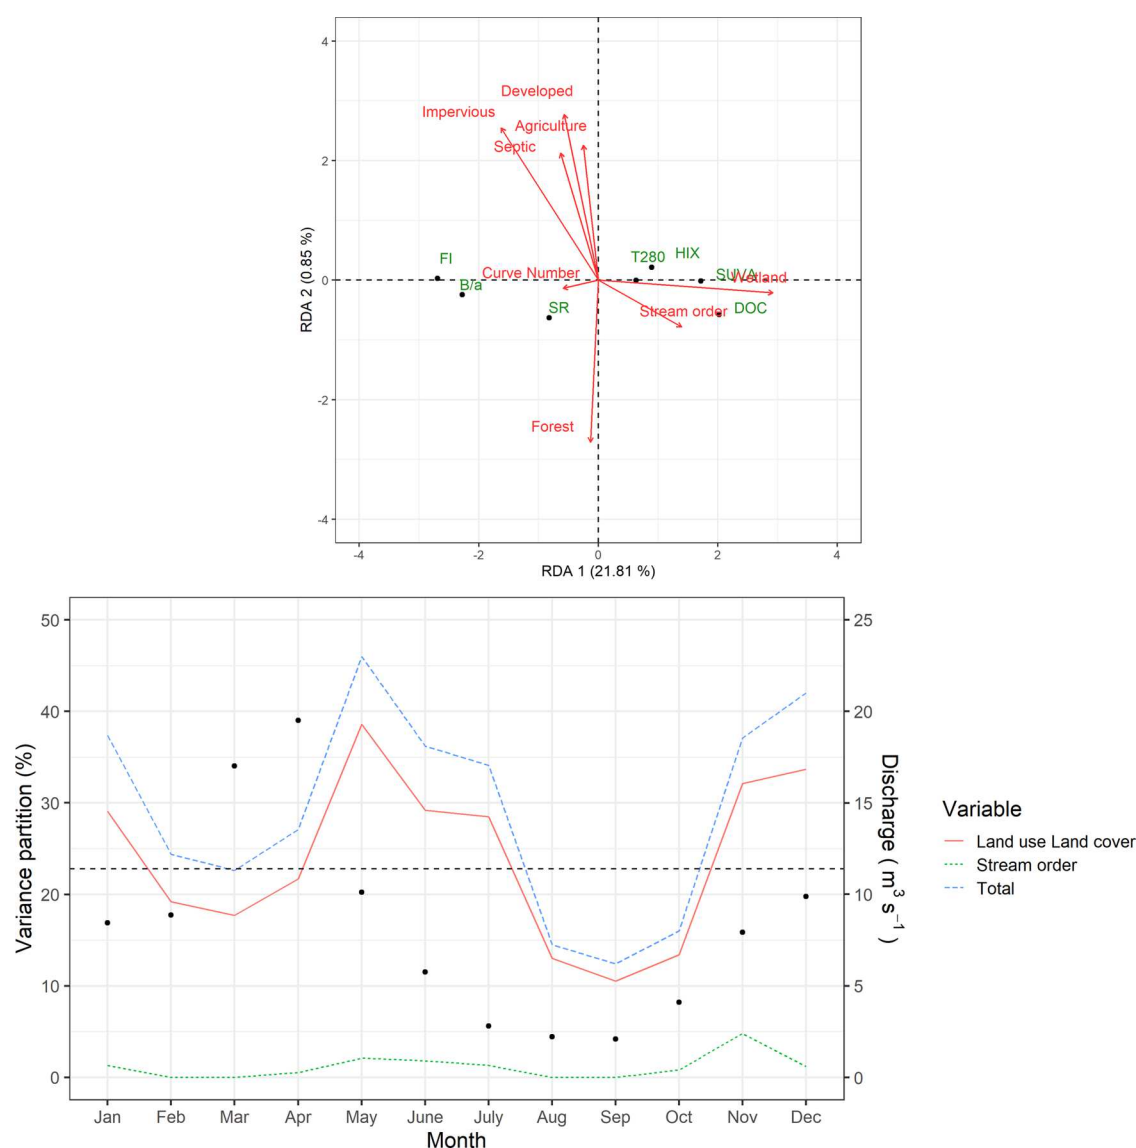 4
Developed
Impervious
Agriculture
Septic
2
RDA 2 (0.85 %)
FI
T280
HIX
Curve Number
SUVA
Wetland
0
B/a
SR
Stream order
DOC
-2
Forest
-4
-4
-2
0
2
4
RDA 1 (21.81 %)
50
25
40
20
Variance partition (%)
Discharge ( m³ s⁻¹ )
30
15
Variable
Land use Land cover
Stream order
Total
20
10
10
5
0
0
Jan Feb Mar Apr May June July Aug Sep Oct Nov Dec
Month